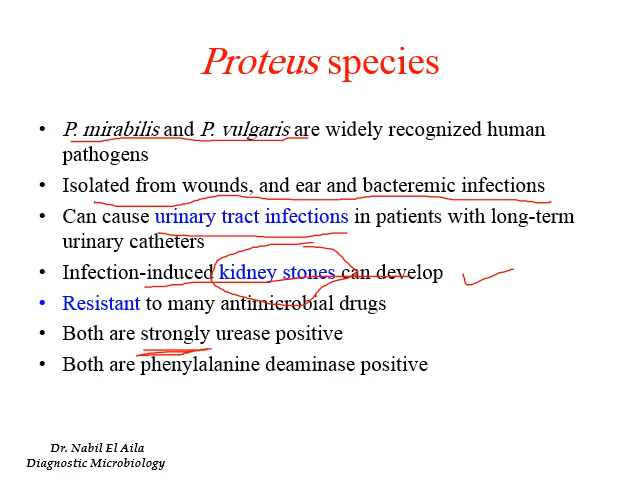 Proteus species
• P. mirabilis and P. vulgaris are widely recognized human
pathogens
• Isolated from wounds, and ear and bacteremic infections
• Can cause urinary tract infections in patients with long-term
urinary catheters
• Infection-induced kidney stones can develop
• Resistant to many antimicrobial drugs
• Both are strongly urease positive
• Both are phenylalanine deaminase positive
Dr. Nabil El Aila
Diagnostic Microbiology